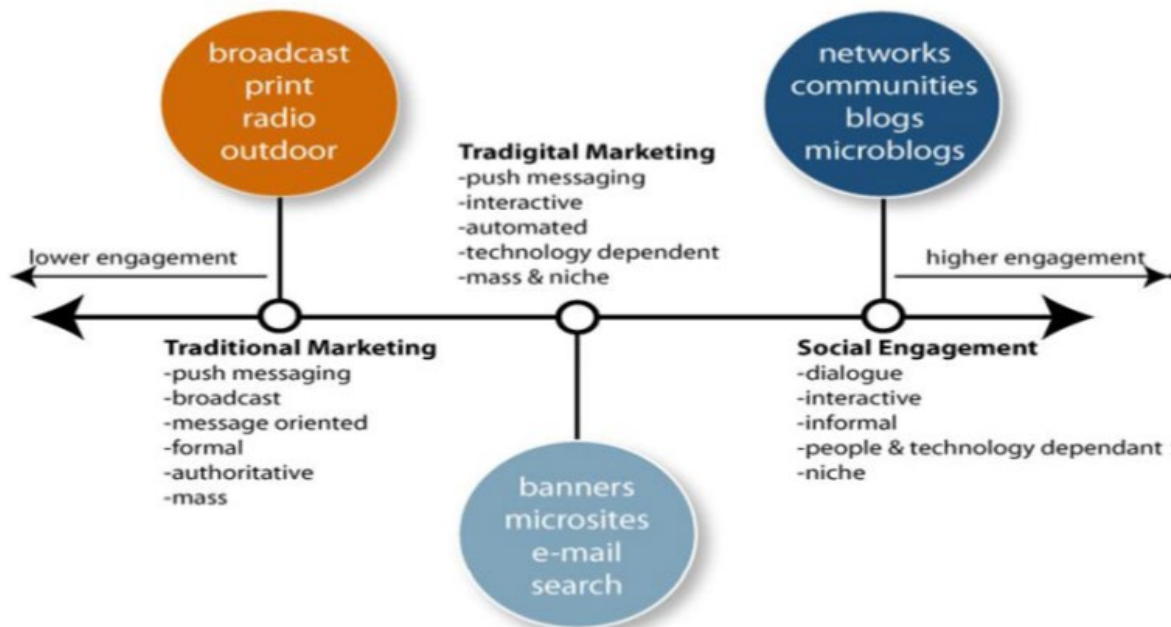 broadcast
print
radio
outdoor
networks
communities
blogs
microblogs
Tradigital Marketing
-push messaging
-interactive
-automated
-technology dependent
-mass & niche
lower engagement
higher engagement
Traditional Marketing
-push messaging
-broadcast
-message oriented
-formal
-authoritative
-mass
Social Engagement
-dialogue
-interactive
-informal
-people & technology dependant
-niche
banners
microsites
e-mail
search